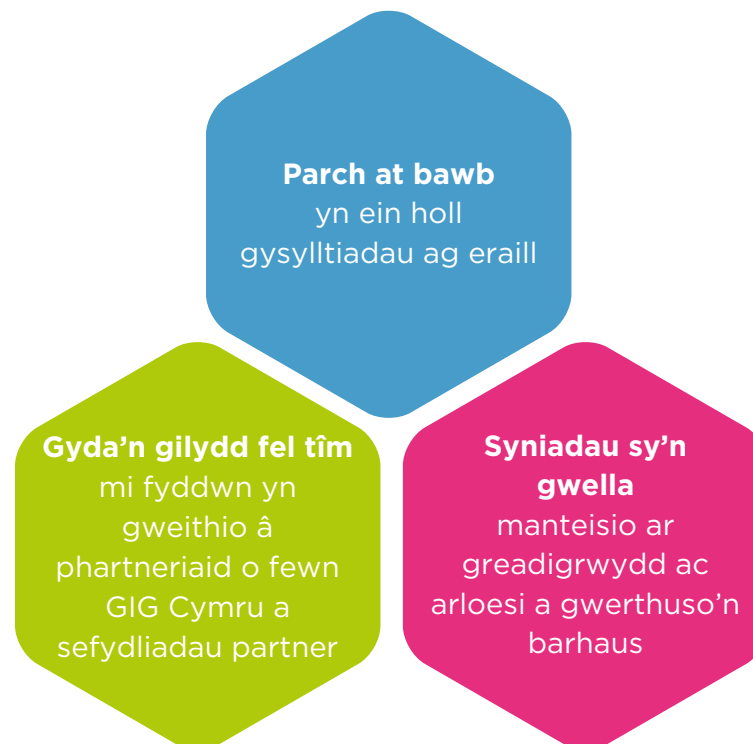 Parch at bawb
yn ein holl
gysylltiadau ag eraill
Gyda’n gilydd fel tîm
mi fyddwn yn
gweithio â
phartneriaid o fewn
GIG Cymru a
sefydliadau partner
Syniadau sy’n
gwella
manteisio ar
greadigrwydd ac
arloesi a gwerthuso’n
barhaus